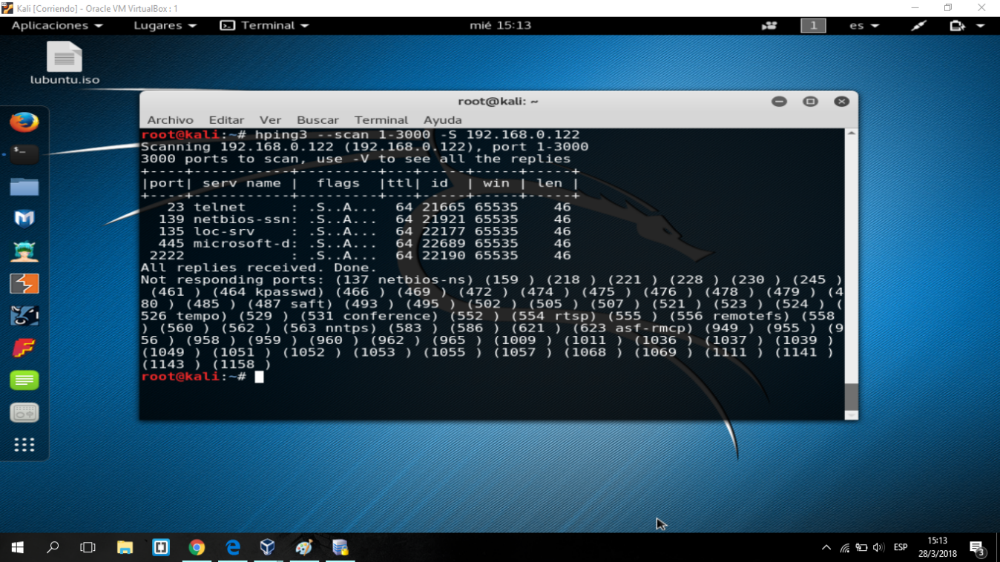 Kali [Corriendo] - Oracle VM VirtualBox : 1
Aplicaciones Lugares Terminal mié 15:13 1 es
lubuntu.iso
root@kali: ~
Archivo Editar Ver Buscar Terminal Ayuda
root@kali:~# hping3 --scan 1-3000 -S 192.168.0.122
Scanning 192.168.0.122 (192.168.0.122), port 1-3000
3000 ports to scan, use -V to see all the replies
+----+-----------+---------+---+-----+-----+-----+
|port| serv name |  flags  |ttl| id  | win | len |
+----+-----------+---------+---+-----+-----+-----+
   23 telnet     : .S..A...  64 21665 65535    46
  139 netbios-ssn: .S..A...  64 21921 65535    46
  135 loc-srv    : .S..A...  64 22177 65535    46
  445 microsoft-d: .S..A...  64 22689 65535    46
 2222            : .S..A...  64 22190 65535    46
All replies received. Done.
Not responding ports: (137 netbios-ns) (159 ) (218 ) (221 ) (228 ) (230 ) (245 )
 (461 ) (464 kpasswd) (466 ) (469 ) (472 ) (474 ) (475 ) (476 ) (478 ) (479 ) (4
80 ) (485 ) (487 saft) (493 ) (495 ) (502 ) (505 ) (507 ) (521 ) (523 ) (524 ) (
526 tempo) (529 ) (531 conference) (552 ) (554 rtsp) (555 ) (556 remotefs) (558
) (560 ) (562 ) (563 nntps) (583 ) (586 ) (621 ) (623 asf-rmcp) (949 ) (955 ) (9
56 ) (958 ) (959 ) (960 ) (962 ) (965 ) (1009 ) (1011 ) (1036 ) (1037 ) (1039 )
(1049 ) (1051 ) (1052 ) (1053 ) (1055 ) (1057 ) (1068 ) (1069 ) (1111 ) (1141 )
(1143 ) (1158 )
root@kali:~#
ESP
15:13
28/3/2018
3